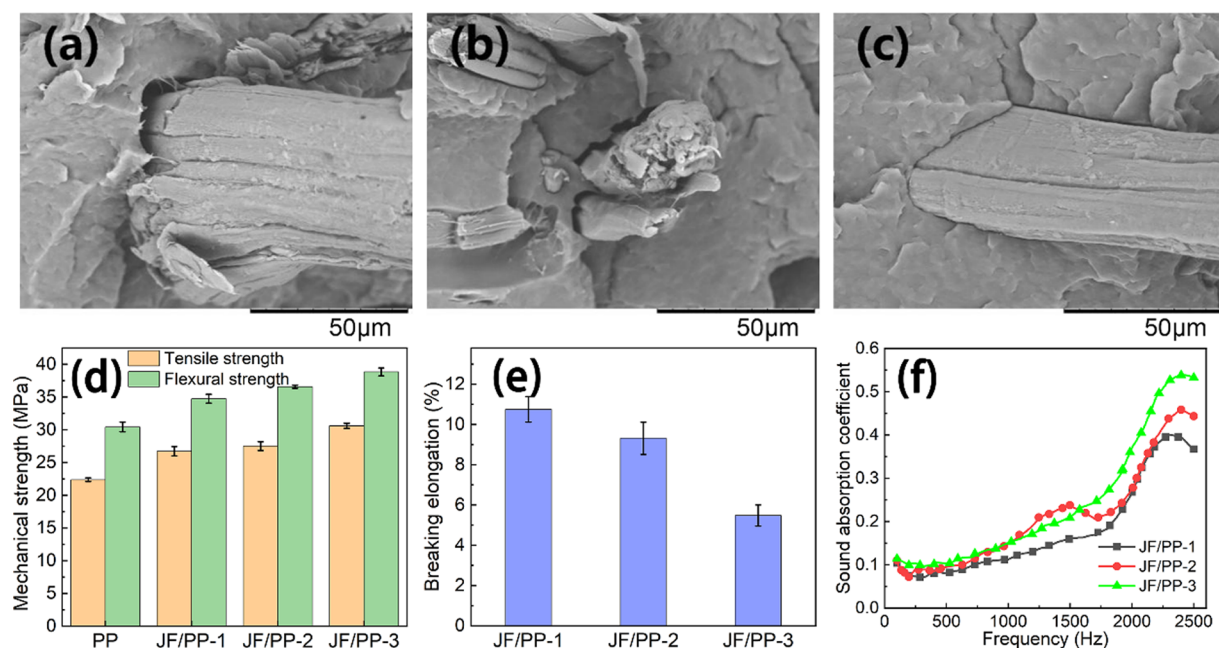 (a)
(b)
(c)
50μm
50μm
50μm
(d)
Tensile strength
Flexural strength
Mechanical strength (MPa)
40
35
30
25
20
15
10
5
0
PP
JF/PP-1
JF/PP-2
JF/PP-3
(e)
Breaking elongation (%)
12
10
8
6
4
2
0
JF/PP-1
JF/PP-2
JF/PP-3
(f)
Sound absorption coefficient
0.6
0.5
0.4
0.3
0.2
0.1
0.0
JF/PP-1
JF/PP-2
JF/PP-3
0
500
1000
1500
2000
2500
Frequency (Hz)